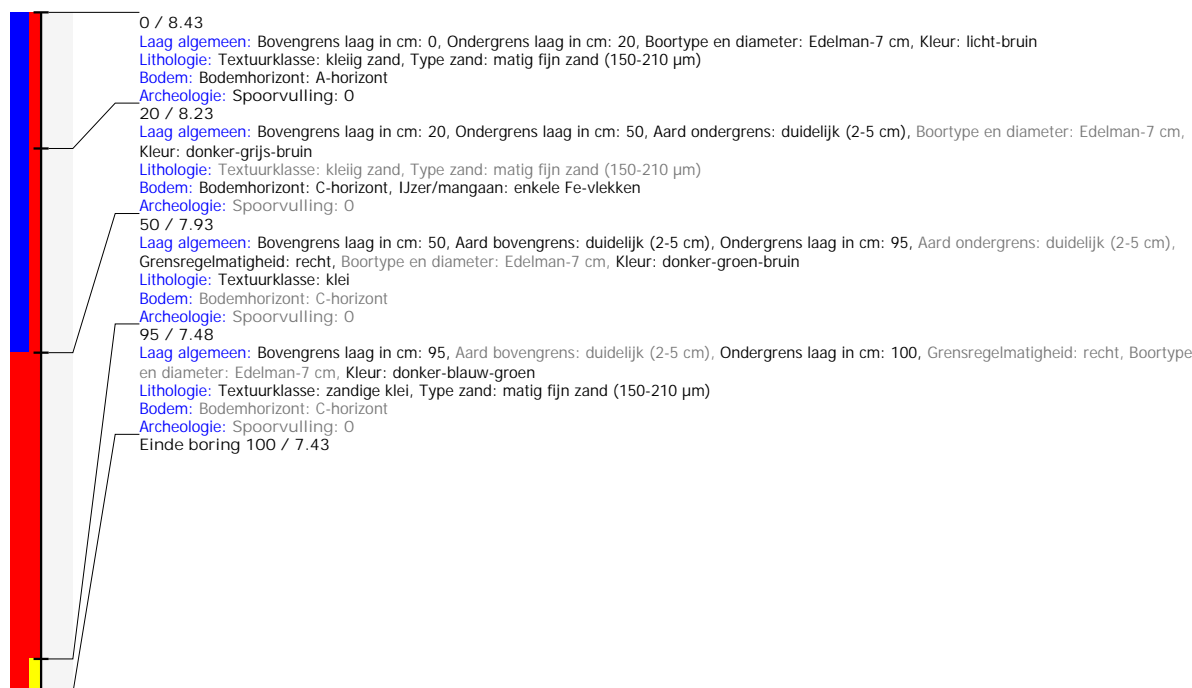 0 / 8.43
Laag algemeen: Bovengrens laag in cm: 0, Ondergrens laag in cm: 20, Boortype en diameter: Edelman-7 cm, Kleur: licht-bruin
Lithologie: Textuurklasse: kleiig zand, Type zand: matig fijn zand (150-210 µm)
Bodem: Bodemhorizont: A-horizont
Archeologie: Spoorvulling: 0
20 / 8.23
Laag algemeen: Bovengrens laag in cm: 20, Ondergrens laag in cm: 50, Aard ondergrens: duidelijk (2-5 cm), Boortype en diameter: Edelman-7 cm,
Kleur: donker-grijs-bruin
Lithologie: Textuurklasse: kleiig zand, Type zand: matig fijn zand (150-210 µm)
Bodem: Bodemhorizont: C-horizont, IJzer/mangaan: enkele Fe-vlekken
Archeologie: Spoorvulling: 0
50 / 7.93
Laag algemeen: Bovengrens laag in cm: 50, Aard bovengrens: duidelijk (2-5 cm), Ondergrens laag in cm: 95, Aard ondergrens: duidelijk (2-5 cm),
Grensregelmatigheid: recht, Boortype en diameter: Edelman-7 cm, Kleur: donker-groen-bruin
Lithologie: Textuurklasse: klei
Bodem: Bodemhorizont: C-horizont
Archeologie: Spoorvulling: 0
95 / 7.48
Laag algemeen: Bovengrens laag in cm: 95, Aard bovengrens: duidelijk (2-5 cm), Ondergrens laag in cm: 100, Grensregelmatigheid: recht, Boortype
en diameter: Edelman-7 cm, Kleur: donker-blauw-groen
Lithologie: Textuurklasse: zandige klei, Type zand: matig fijn zand (150-210 µm)
Bodem: Bodemhorizont: C-horizont
Archeologie: Spoorvulling: 0
Einde boring 100 / 7.43